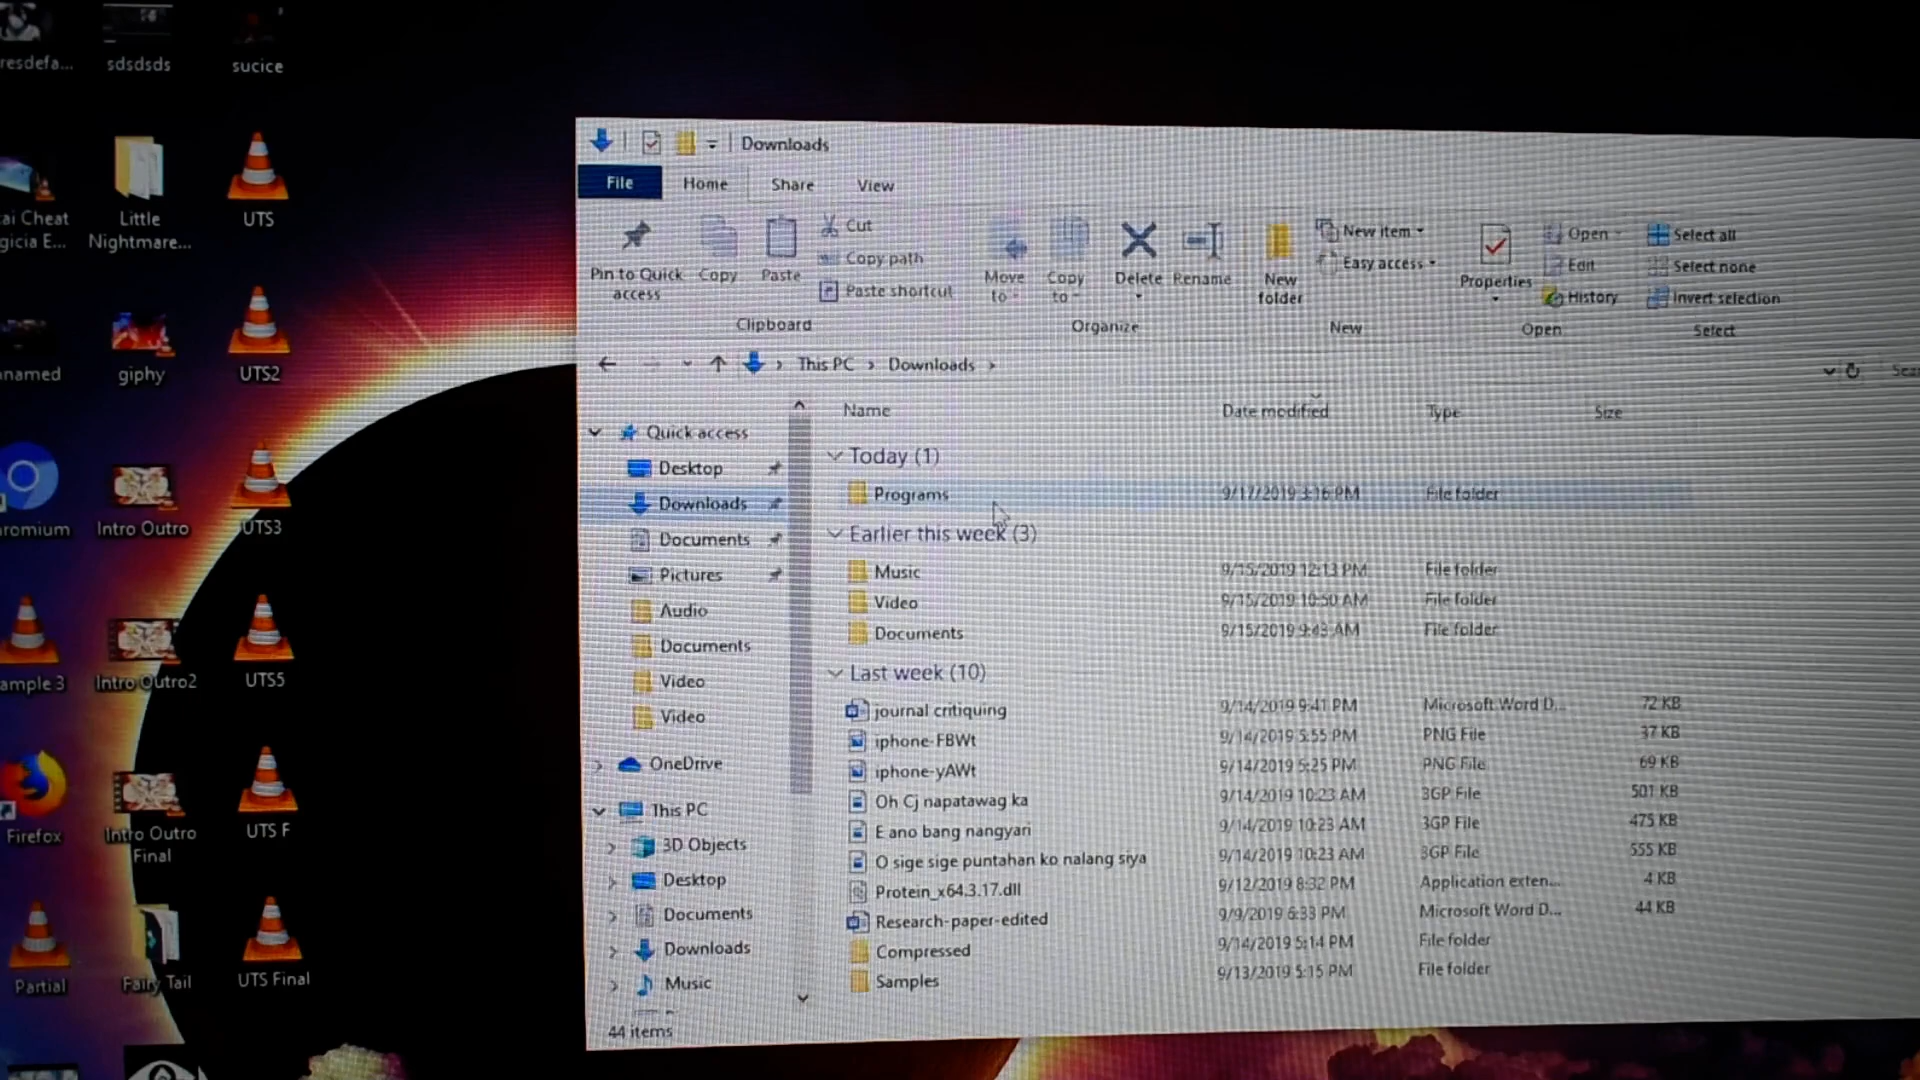 resdefa...
sdsdsds
sucice
ai Cheat
gicia E...
Little
Nightmare...
UTS
named
giphy
UTS2
romium
Intro Outro
UTS3
ample 3
Intro Outro2
UTS5
Firefox
Intro Outro
Final
UTS F
Partial
Fairy Tail
UTS Final
Downloads
File
Home
Share
View
Pin to Quick
access
Copy
Paste
Cut
Copy path
Paste shortcut
Clipboard
Move
to
Copy
to
Delete
Rename
Organize
New
folder
New item
Easy access
New
Properties
Open
Edit
History
Open
Select all
Select none
Invert selection
Select
This PC > Downloads >
Name Date modified Type Size
Quick access
Desktop
Downloads
Documents
Pictures
Audio
Documents
Video
Video
OneDrive
This PC
3D Objects
Desktop
Documents
Downloads
Music
Today (1)
Programs 9/17/2019 3:16 PM File folder
Earlier this week (3)
Music 9/15/2019 12:13 PM File folder
Video 9/15/2019 10:50 AM File folder
Documents 9/15/2019 9:43 AM File folder
Last week (10)
journal critiquing 9/14/2019 9:41 PM Microsoft Word D... 72 KB
iphone-FBWt 9/14/2019 5:55 PM PNG File 37 KB
iphone-yAWt 9/14/2019 5:25 PM PNG File 69 KB
Oh Cj napatawag ka 9/14/2019 10:23 AM 3GP File 501 KB
E ano bang nangyari 9/14/2019 10:23 AM 3GP File 475 KB
O sige sige puntahan ko nalang siya 9/14/2019 10:23 AM 3GP File 555 KB
Protein_x64.3.17.dll 9/12/2019 8:32 PM Application exten... 4 KB
Research-paper-edited 9/9/2019 6:33 PM Microsoft Word D... 44 KB
Compressed 9/14/2019 5:14 PM File folder
Samples 9/13/2019 5:15 PM File folder
44 items